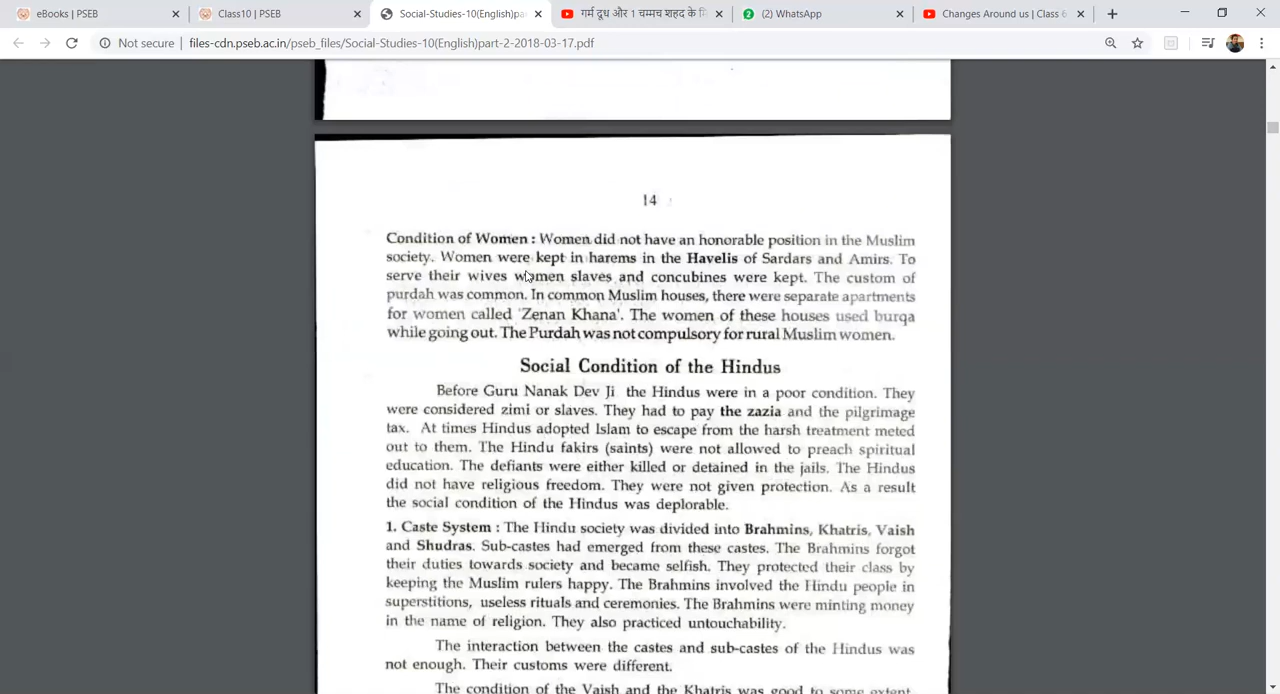 eBooks | PSEB
Class10 | PSEB
Social-Studies-10(English)pa
गर्म दूध और 1 चम्मच शहद के
2
(2) WhatsApp
Changes Around us | Class 6
Not secure
files-cdn.pseb.ac.in/pseb_files/Social-Studies-10(English)part-2-2018-03-17.pdf
14
Condition of Women : Women did not have an honorable position in the Muslim
society. Women were kept in harems in the Havelis of Sardars and Amirs. To
serve their wives women slaves and concubines were kept. The custom of
purdah was common. In common Muslim houses, there were separate apartments
for women called 'Zenan Khana'. The women of these houses used burqa
while going out. The Purdah was not compulsory for rural Muslim women.
Social Condition of the Hindus
Before Guru Nanak Dev Ji the Hindus were in a poor condition. They
were considered zimi or slaves. They had to pay the zazia and the pilgrimage
tax. At times Hindus adopted Islam to escape from the harsh treatment meted
out to them. The Hindu fakirs (saints) were not allowed to preach spiritual
education. The defiants were either killed or detained in the jails. The Hindus
did not have religious freedom. They were not given protection. As a result
the social condition of the Hindus was deplorable.
1. Caste System : The Hindu society was divided into Brahmins, Khatris, Vaish
and Shudras. Sub-castes had emerged from these castes. The Brahmins forgot
their duties towards society and became selfish. They protected their class by
keeping the Muslim rulers happy. The Brahmins involved the Hindu people in
superstitions, useless rituals and ceremonies. The Brahmins were minting money
in the name of religion. They also practiced untouchability.
The interaction between the castes and sub-castes of the Hindus was
not enough. Their customs were different.
The condition of the Vaish and the Khatris was good to some extent.